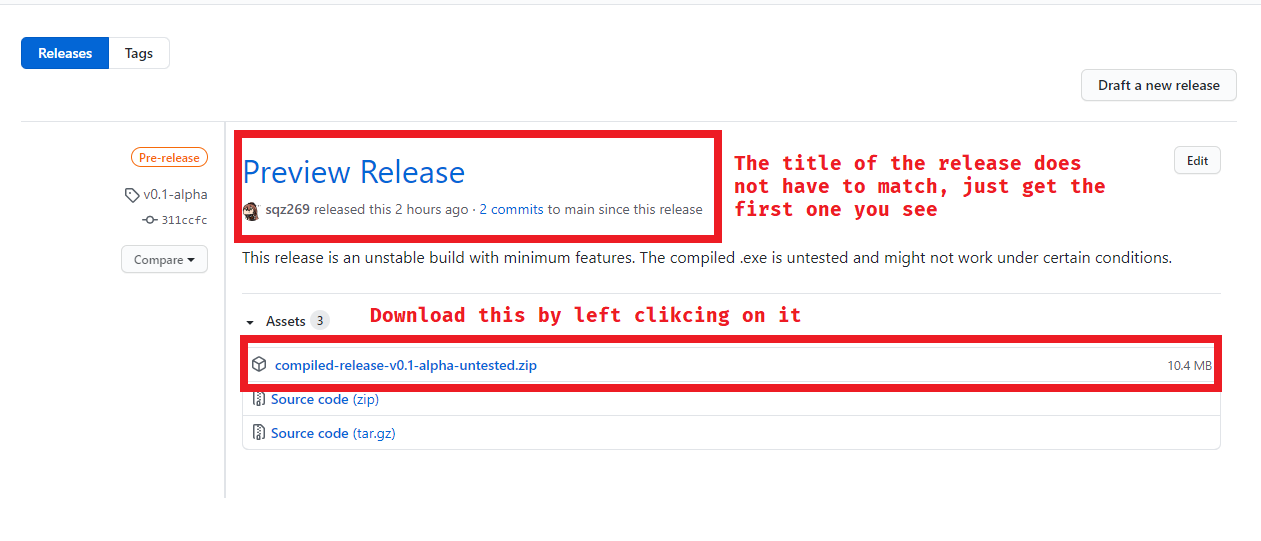 Releases Tags
Draft a new release
Pre-release
v0.1-alpha
311ccfc
Compare
Preview Release
sqz269 released this 2 hours ago · 2 commits to main since this release
The title of the release does
not have to match, just get the
first one you see
Edit
This release is an unstable build with minimum features. The compiled .exe is untested and might not work under certain conditions.
Assets 3
Download this by left clikcing on it
compiled-release-v0.1-alpha-untested.zip 10.4 MB
Source code (zip)
Source code (tar.gz)